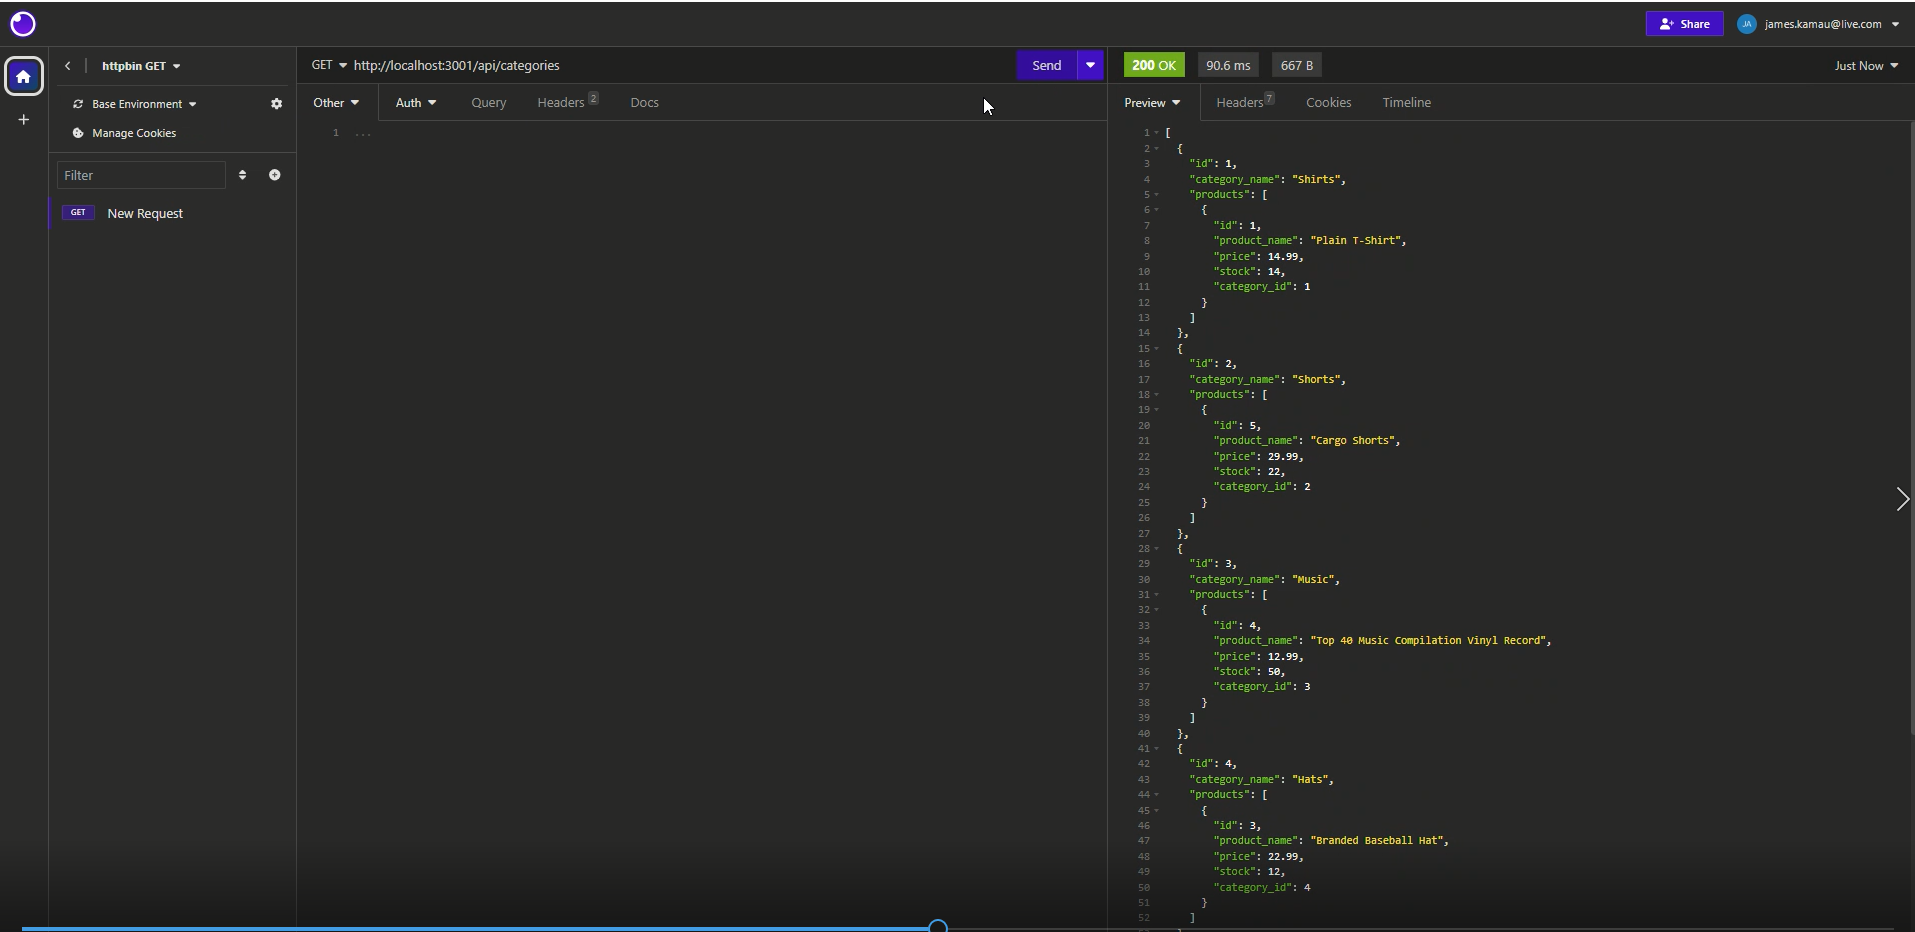 Share
JA james.kamau@live.com
httpbin GET
GET http://localhost:3001/api/categories
Send
200 OK 90.6 ms 667 B
Just Now
Base Environment
Manage Cookies
Filter
GET New Request
Other Auth Query Headers 2 Docs
1 ...
Preview Headers 7 Cookies Timeline
1 [
2 {
3 "id": 1,
4 "category_name": "Shirts",
5 "products": [
6 {
7 "id": 1,
8 "product_name": "Plain T-Shirt",
9 "price": 14.99,
10 "stock": 14,
11 "category_id": 1
12 }
13 ]
14 },
15 {
16 "id": 2,
17 "category_name": "Shorts",
18 "products": [
19 {
20 "id": 5,
21 "product_name": "Cargo Shorts",
22 "price": 29.99,
23 "stock": 22,
24 "category_id": 2
25 }
26 ]
27 },
28 {
29 "id": 3,
30 "category_name": "Music",
31 "products": [
32 {
33 "id": 4,
34 "product_name": "Top 40 Music Compilation Vinyl Record",
35 "price": 12.99,
36 "stock": 50,
37 "category_id": 3
38 }
39 ]
40 },
41 {
42 "id": 4,
43 "category_name": "Hats",
44 "products": [
45 {
46 "id": 3,
47 "product_name": "Branded Baseball Hat",
48 "price": 22.99,
49 "stock": 12,
50 "category_id": 4
51 }
52 ]